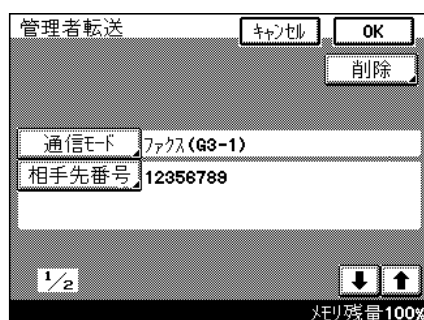 管理者転送
ｷｬﾝｾﾙ
OK
削除
通信ﾓｰﾄﾞ
ﾌｧｸｽ(G3-1)
相手先番号
12356789
1/2
⬇ ⬆
ﾒﾓﾘ残量100%